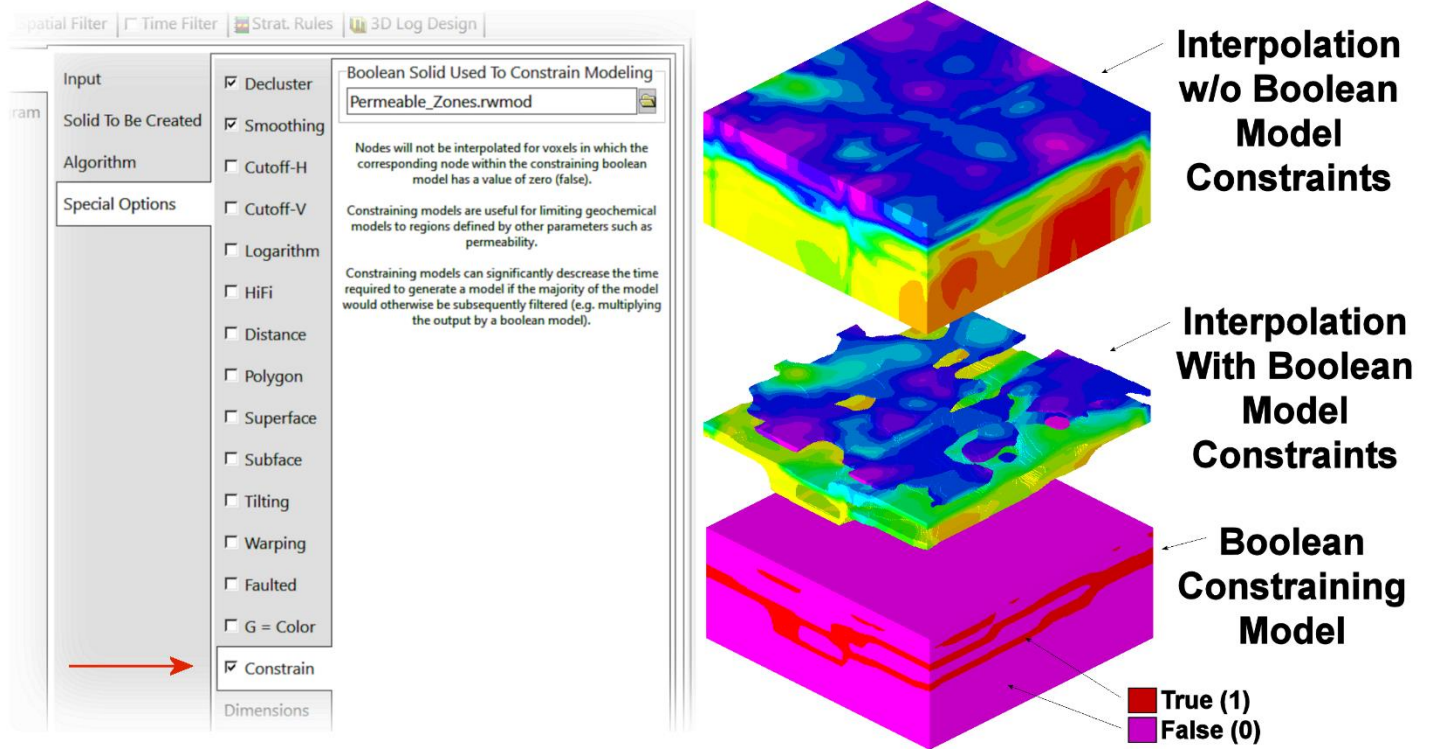 Spatial Filter
Time Filter
Strat. Rules
3D Log Design
ram
Input
Solid To Be Created
Algorithm
Special Options
Decluster
Smoothing
Cutoff-H
Cutoff-V
Logarithm
HiFi
Distance
Polygon
Superface
Subface
Tilting
Warping
Faulted
G = Color
Constrain
Dimensions
Boolean Solid Used To Constrain Modeling
Permeable_Zones.rwmod
Nodes will not be interpolated for voxels in which the
corresponding node within the constraining boolean
model has a value of zero (false).
Constraining models are useful for limiting geochemical
models to regions defined by other parameters such as
permeability.
Constraining models can significantly descrease the time
required to generate a model if the majority of the model
would otherwise be subsequently filtered (e.g. multiplying
the output by a boolean model).
Interpolation
w/o Boolean
Model
Constraints
Interpolation
With Boolean
Model
Constraints
Boolean
Constraining
Model
True (1)
False (0)